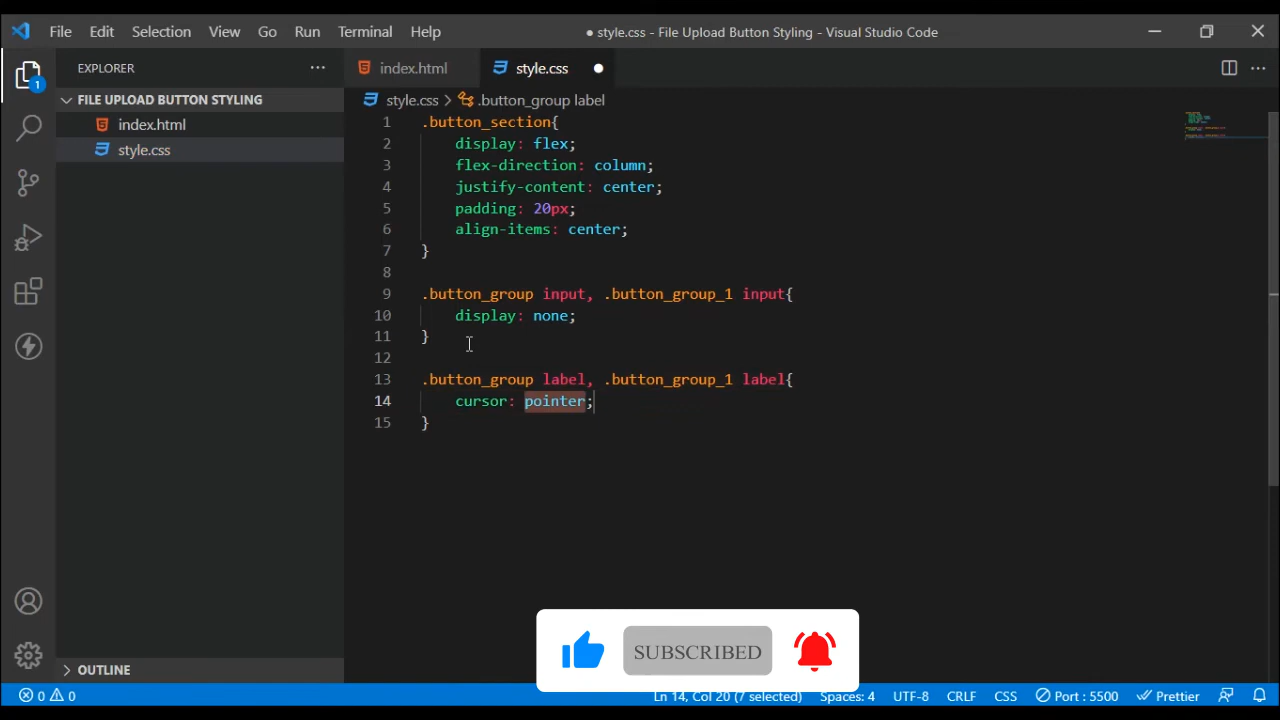 File Edit Selection View Go Run Terminal Help ● style.css - File Upload Button Styling - Visual Studio Code
EXPLORER ··· index.html style.css ● ···
1
FILE UPLOAD BUTTON STYLING style.css > .button_group label
index.html
style.css
1 .button_section{
2 display: flex;
3 flex-direction: column;
4 justify-content: center;
5 padding: 20px;
6 align-items: center;
7 }
8
9 .button_group input, .button_group_1 input{
10 display: none;
11 }
12
13 .button_group label, .button_group_1 label{
14 cursor: pointer;
15 }
SUBSCRIBED
OUTLINE
0 0 Ln 14, Col 20 (7 selected) Spaces: 4 UTF-8 CRLF CSS Port : 5500 Prettier